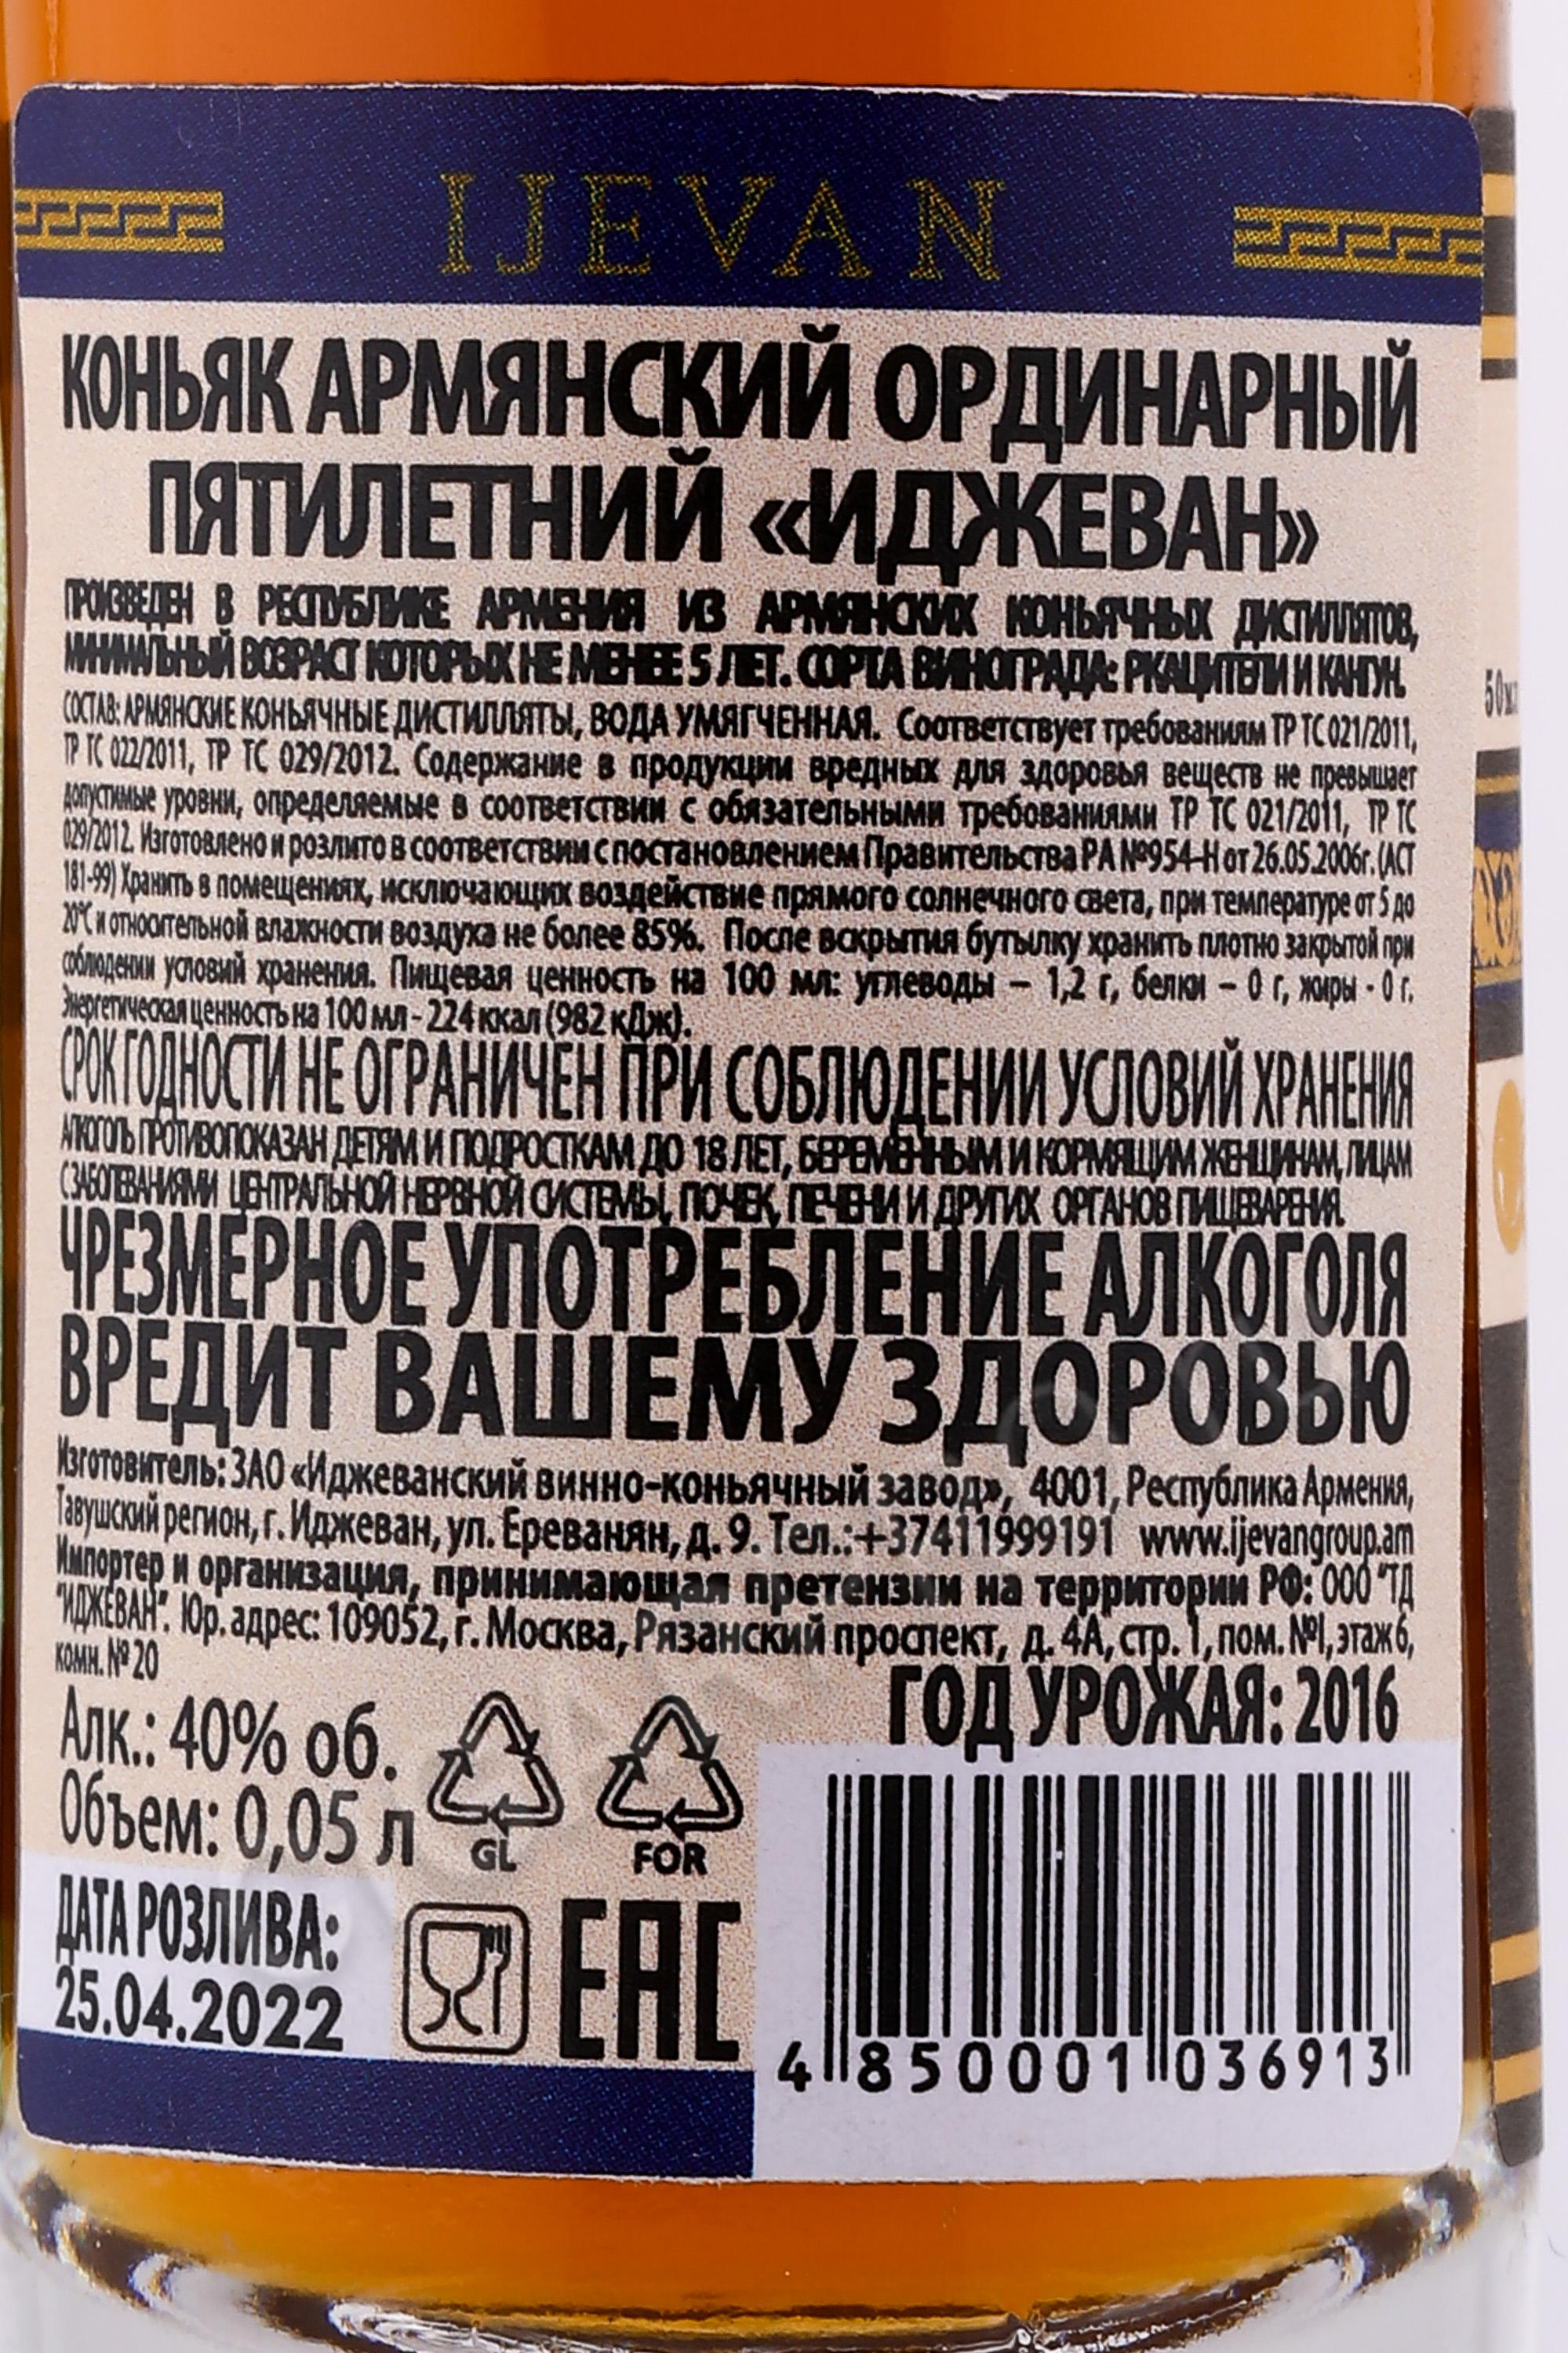 IJEVAN
КОНЬЯК АРМЯНСКИЙ ОРДИНАРНЫЙ
ПЯТИЛЕТНИЙ «ИДЖЕВАН»
ПРОИЗВЕДЕН В РЕСПУБЛИКЕ АРМЕНИЯ ИЗ АРМЯНСКИХ КОНЬЯЧНЫХ ДИСТИЛЛЯТОВ,
МИНИМАЛЬНЫЙ ВОЗРАСТ КОТОРЫХ НЕ МЕНЕЕ 5 ЛЕТ. СОРТА ВИНОГРАДА: РКАЦИТЕЛИ И КАНГУН.
СОСТАВ: АРМЯНСКИЕ КОНЬЯЧНЫЕ ДИСТИЛЛЯТЫ, ВОДА УМЯГЧЕННАЯ. Соответствует требованиям ТР ТС 021/2011,
ТР ТС 022/2011, ТР ТС 029/2012. Содержание в продукции вредных для здоровья веществ не превышает
допустимые уровни, определяемые в соответствии с обязательными требованиями ТР ТС 021/2011, ТР ТС
029/2012. Изготовлено и розлито в соответствии с постановлением Правительства РА №954-Н от 26.05.2006г. (АСТ
181-99) Хранить в помещениях, исключающих воздействие прямого солнечного света, при температуре от 5 до
20°С и относительной влажности воздуха не более 85%. После вскрытия бутылку хранить плотно закрытой при
соблюдении условий хранения. Пищевая ценность на 100 мл: углеводы – 1,2 г, белки – 0 г, жиры - 0 г.
Энергетическая ценность на 100 мл - 224 ккал (982 кДж).
СРОК ГОДНОСТИ НЕ ОГРАНИЧЕН ПРИ СОБЛЮДЕНИИ УСЛОВИЙ ХРАНЕНИЯ
АЛКОГОЛЬ ПРОТИВОПОКАЗАН ДЕТЯМ И ПОДРОСТКАМ ДО 18 ЛЕТ, БЕРЕМЕННЫМ И КОРМЯЩИМ ЖЕНЩИНАМ, ЛИЦАМ
С ЗАБОЛЕВАНИЯМИ ЦЕНТРАЛЬНОЙ НЕРВНОЙ СИСТЕМЫ, ПОЧЕК, ПЕЧЕНИ И ДРУГИХ ОРГАНОВ ПИЩЕВАРЕНИЯ.
ЧРЕЗМЕРНОЕ УПОТРЕБЛЕНИЕ АЛКОГОЛЯ
ВРЕДИТ ВАШЕМУ ЗДОРОВЬЮ
Изготовитель: ЗАО «Иджеванский винно-коньячный завод», 4001, Республика Армения,
Тавушский регион, г. Иджеван, ул. Ереванян, д. 9. Тел.:+37411999191 www.ijevangroup.am
Импортер и организация, принимающая претензии на территории РФ: ООО "ТД
"ИДЖЕВАН". Юр. адрес: 109052, г. Москва, Рязанский проспект, д. 4А, стр. 1, пом. №I, этаж 6,
комн. № 20
ГОД УРОЖАЯ: 2016
Алк.: 40% об.
Объем: 0,05 л
GL
FOR
ДАТА РОЗЛИВА:
25.04.2022
EAC
4 850001 036913